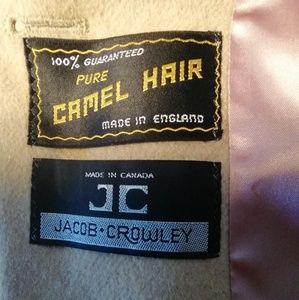 100% GUARANTEED
PURE
CAMEL HAIR
MADE IN ENGLAND
MADE IN CANADA
JC
JACOB·CROWLEY